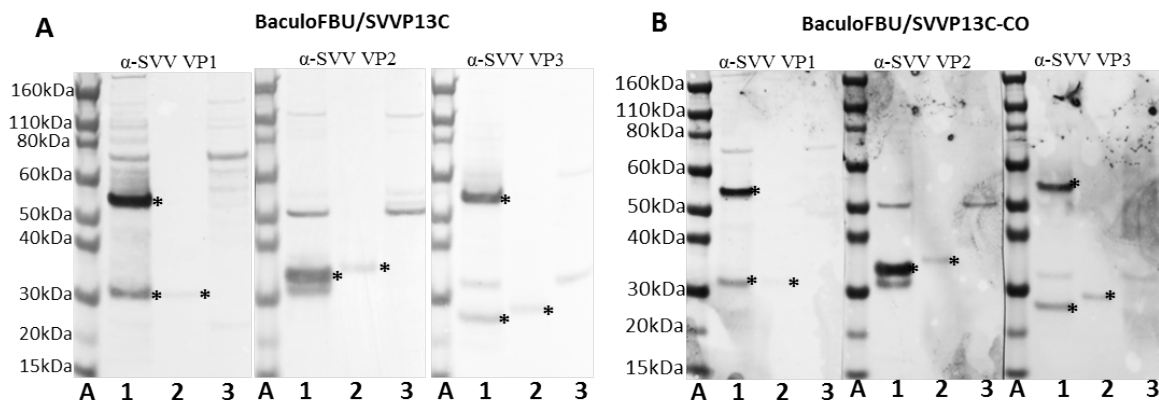 A
BaculoFBU/SVVP13C
α-SVV VP1
α-SVV VP2
α-SVV VP3
160kDa
110kDa
80kDa
60kDa
50kDa
40kDa
30kDa
20kDa
15kDa
*
*
*
*
*
*
*
*
A 1 2 3 A 1 2 3 A 1 2 3
B
BaculoFBU/SVVP13C-CO
α-SVV VP1
α-SVV VP2
α-SVV VP3
160kDa
110kDa
80kDa
60kDa
50kDa
40kDa
30kDa
20kDa
15kDa
*
*
*
*
*
*
*
*
A 1 2 3 A 1 2 3 A 1 2 3